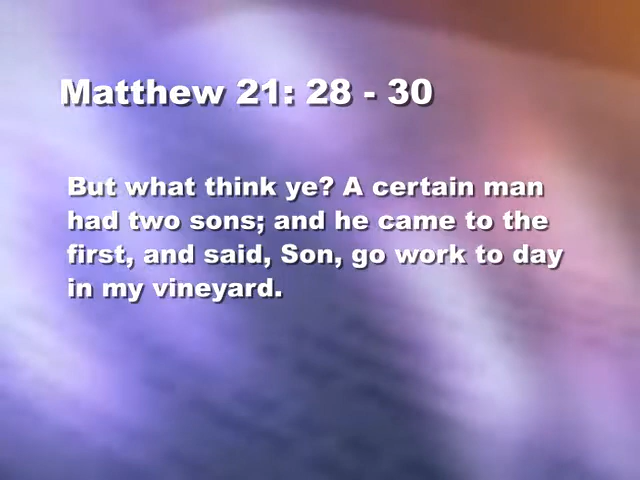 Matthew 21: 28 - 30
But what think ye? A certain man
had two sons; and he came to the
first, and said, Son, go work to day
in my vineyard.